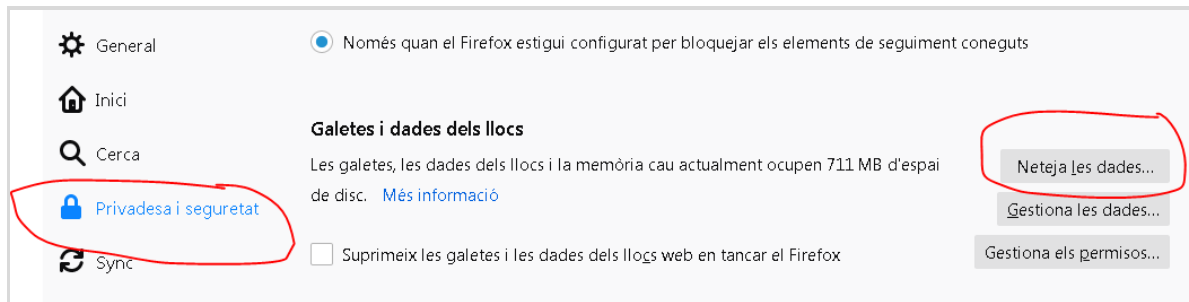 General
Inici
Cerca
Privadesa i seguretat
Sync
Només quan el Firefox estigui configurat per bloquejar els elements de seguiment coneguts
Galetes i dades dels llocs
Les galetes, les dades dels llocs i la memòria cau actualment ocupen 711 MB d'espai
de disc. Més informació
Suprimeix les galetes i les dades dels llocs web en tancar el Firefox
Neteja les dades...
Gestiona les dades...
Gestiona els permisos...